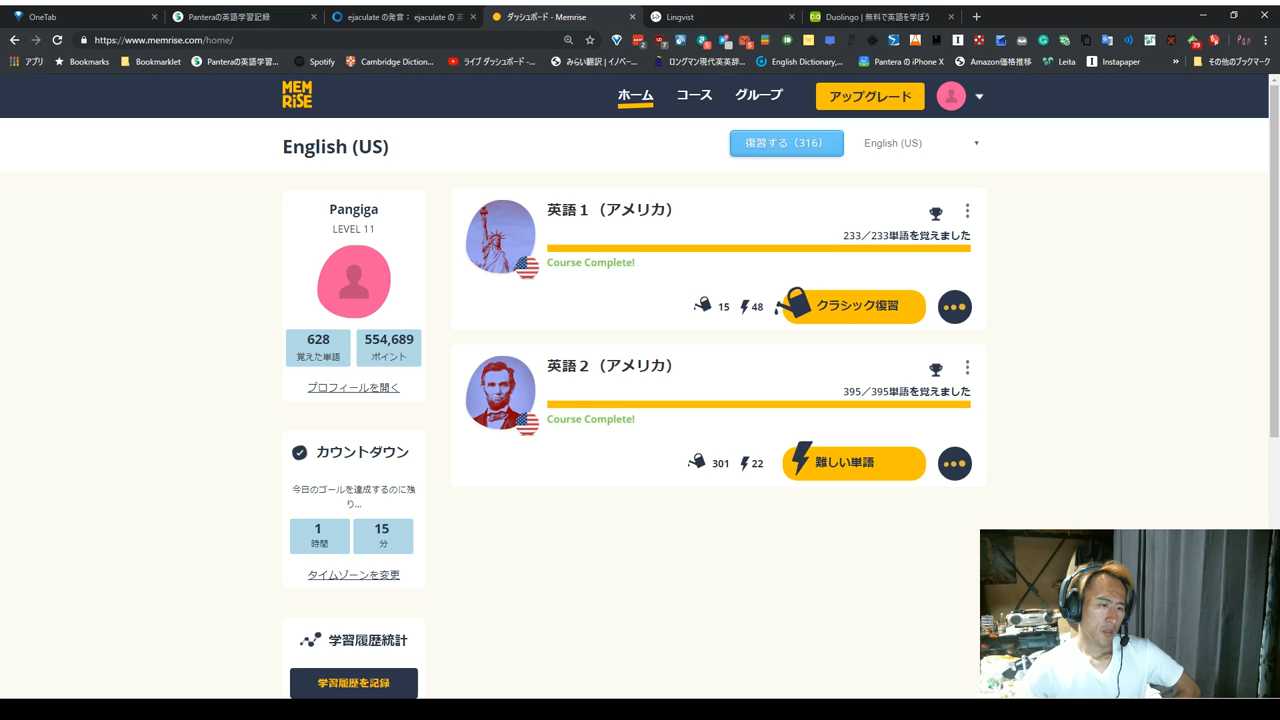 OneTab
Panteraの英語学習記録
ejaculate の発音： ejaculate の 英
ダッシュボード - Memrise
Lingvist
Duolingo | 無料で英語を学ぼう
https://www.memrise.com/home/
アプリ
Bookmarks
Bookmarklet
Panteraの英語学習...
Spotify
Cambridge Diction...
ライブ ダッシュボード -...
みらい翻訳 | イノベー...
ロングマン現代英英辞...
English Dictionary,...
Pantera の iPhone X
Amazon価格推移
Leita
Instapaper
»
その他のブックマーク
MEM
RiSE
ホーム
コース
グループ
アップグレード
English (US)
復習する（316）
English (US)
Pangiga
LEVEL 11
628
覚えた単語
554,689
ポイント
プロフィールを開く
カウントダウン
今日のゴールを達成するのに残
り...
1
時間
15
分
タイムゾーンを変更
学習履歴統計
学習履歴を記録
英語１（アメリカ）
233／233単語を覚えました
Course Complete!
15
48
クラシック復習
英語２（アメリカ）
395／395単語を覚えました
Course Complete!
301
22
難しい単語